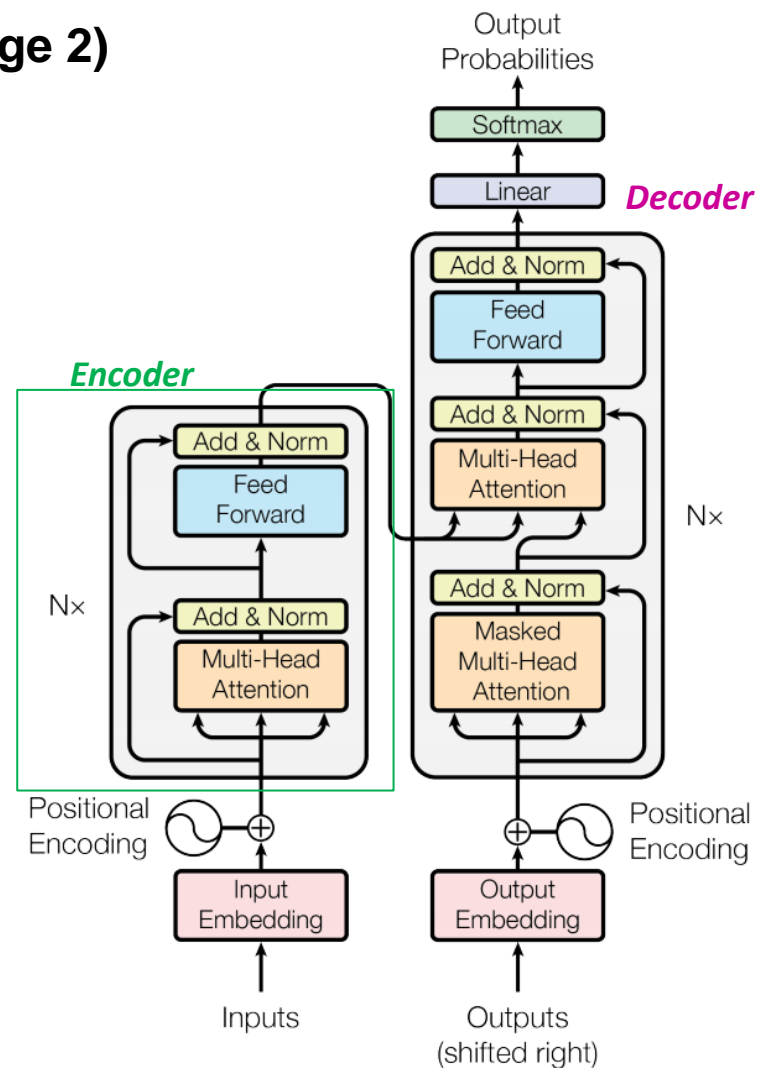 ge 2)
Output
Probabilities
Softmax
Linear
Decoder
Add & Norm
Feed
Forward
Add & Norm
Multi-Head
Attention
Nx
Add & Norm
Masked
Multi-Head
Attention
Encoder
Add & Norm
Feed
Forward
Nx
Add & Norm
Multi-Head
Attention
Positional
Encoding
Positional
Encoding
Input
Embedding
Output
Embedding
Inputs
Outputs
(shifted right)